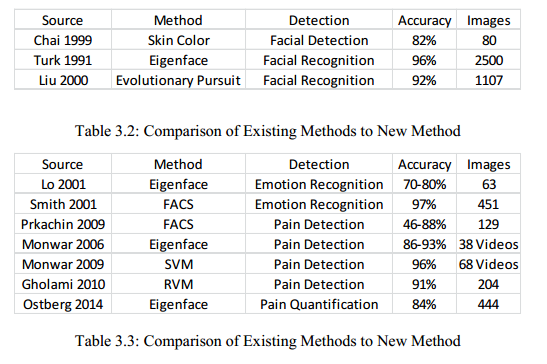 Source Method Detection Accuracy Images
Chai 1999 Skin Color Facial Detection 82% 80
Turk 1991 Eigenface Facial Recognition 96% 2500
Liu 2000 Evolutionary Pursuit Facial Recognition 92% 1107
Table 3.2: Comparison of Existing Methods to New Method
Source Method Detection Accuracy Images
Lo 2001 Eigenface Emotion Recognition 70-80% 63
Smith 2001 FACS Emotion Recognition 97% 451
Prkachin 2009 FACS Pain Detection 46-88% 129
Monwar 2006 Eigenface Pain Detection 86-93% 38 Videos
Monwar 2009 SVM Pain Detection 96% 68 Videos
Gholami 2010 RVM Pain Detection 91% 204
Ostberg 2014 Eigenface Pain Quantification 84% 444
Table 3.3: Comparison of Existing Methods to New Method